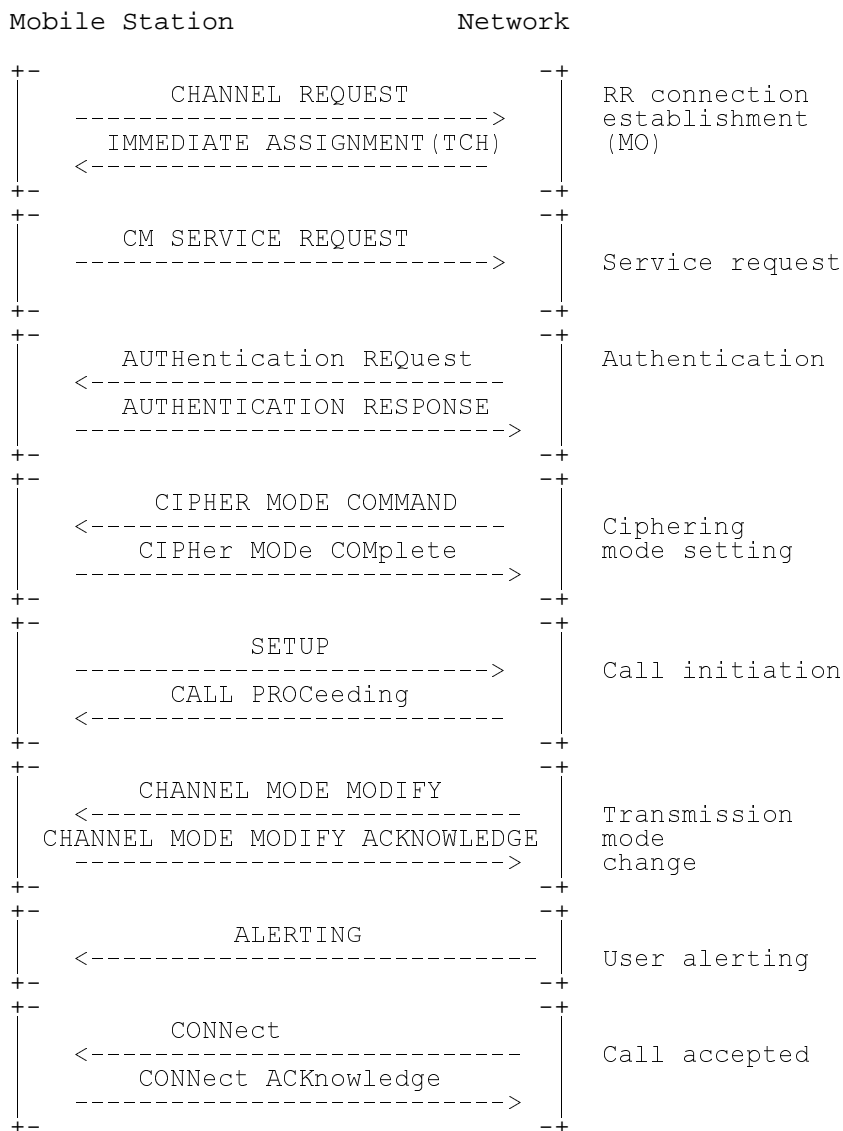 Mobile Station Network
CHANNEL REQUEST RR connection
establishment
IMMEDIATE ASSIGNMENT(TCH) (MO)
CM SERVICE REQUEST
Service request
AUTHentication REQuest Authentication
AUTHENTICATION RESPONSE
CIPHER MODE COMMAND
Ciphering
CIPHer MODe COMplete mode setting
SETUP
Call initiation
CALL PROCeeding
CHANNEL MODE MODIFY
Transmission
CHANNEL MODE MODIFY ACKNOWLEDGE mode
change
ALERTING
User alerting
CONNect
Call accepted
CONNect ACKnowledge